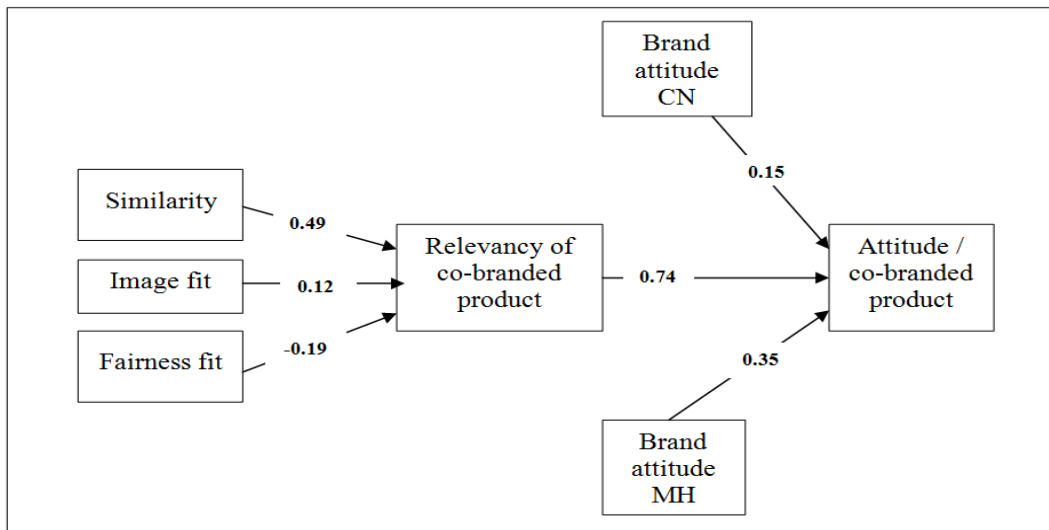 Brand
attitude
CN
0.15
Similarity
0.49
Image fit
0.12
Fairness fit
-0.19
Relevancy of
co-branded
product
0.74
Attitude /
co-branded
product
0.35
Brand
attitude
MH